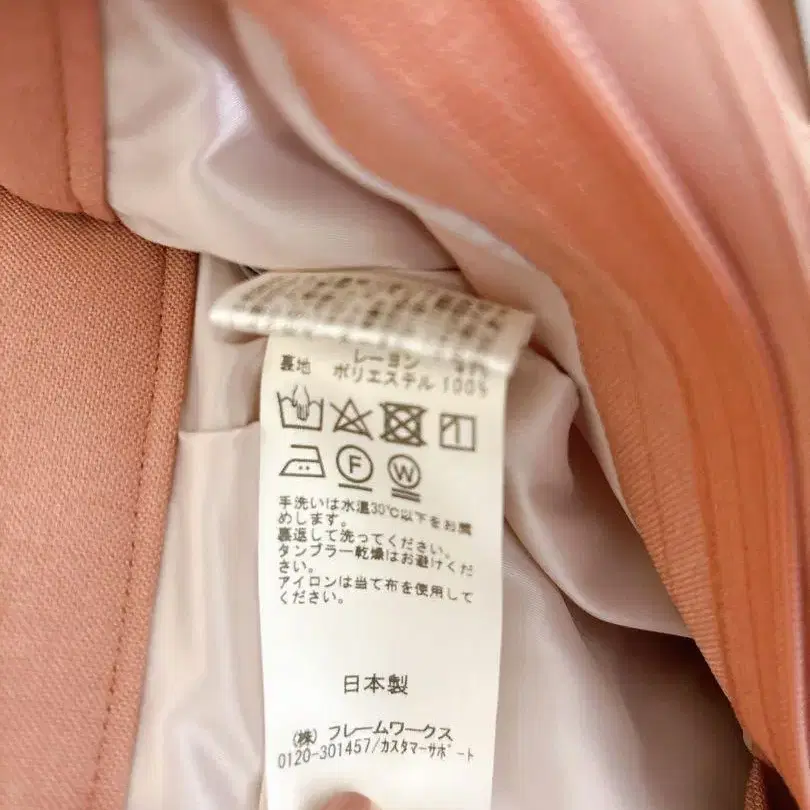 レーヨン
裏地 ポリエステル 100%
F W
手洗いは水温30℃以下をお薦
めします。
裏返して洗ってください。
タンブラー乾燥はお避けくだ
さい。
アイロンは当て布を使用して
ください。
日本製
(株) フレームワークス
0120-301457/カスタマーサポート